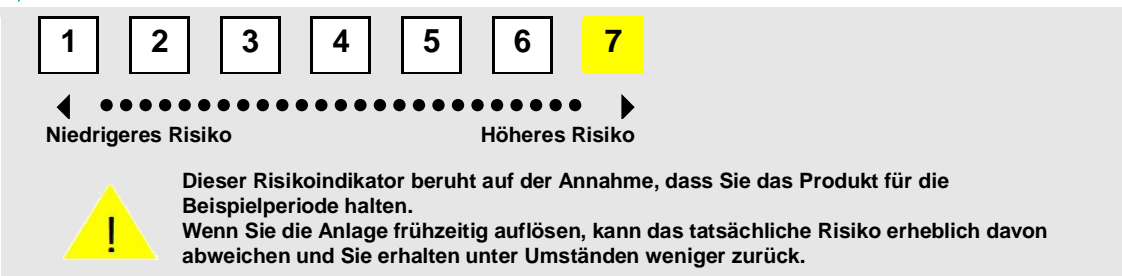 1 2 3 4 5 6 7
Niedrigeres Risiko Höheres Risiko
Dieser Risikoindikator beruht auf der Annahme, dass Sie das Produkt für die
Beispielperiode halten.
! Wenn Sie die Anlage frühzeitig auflösen, kann das tatsächliche Risiko erheblich davon
abweichen und Sie erhalten unter Umständen weniger zurück.